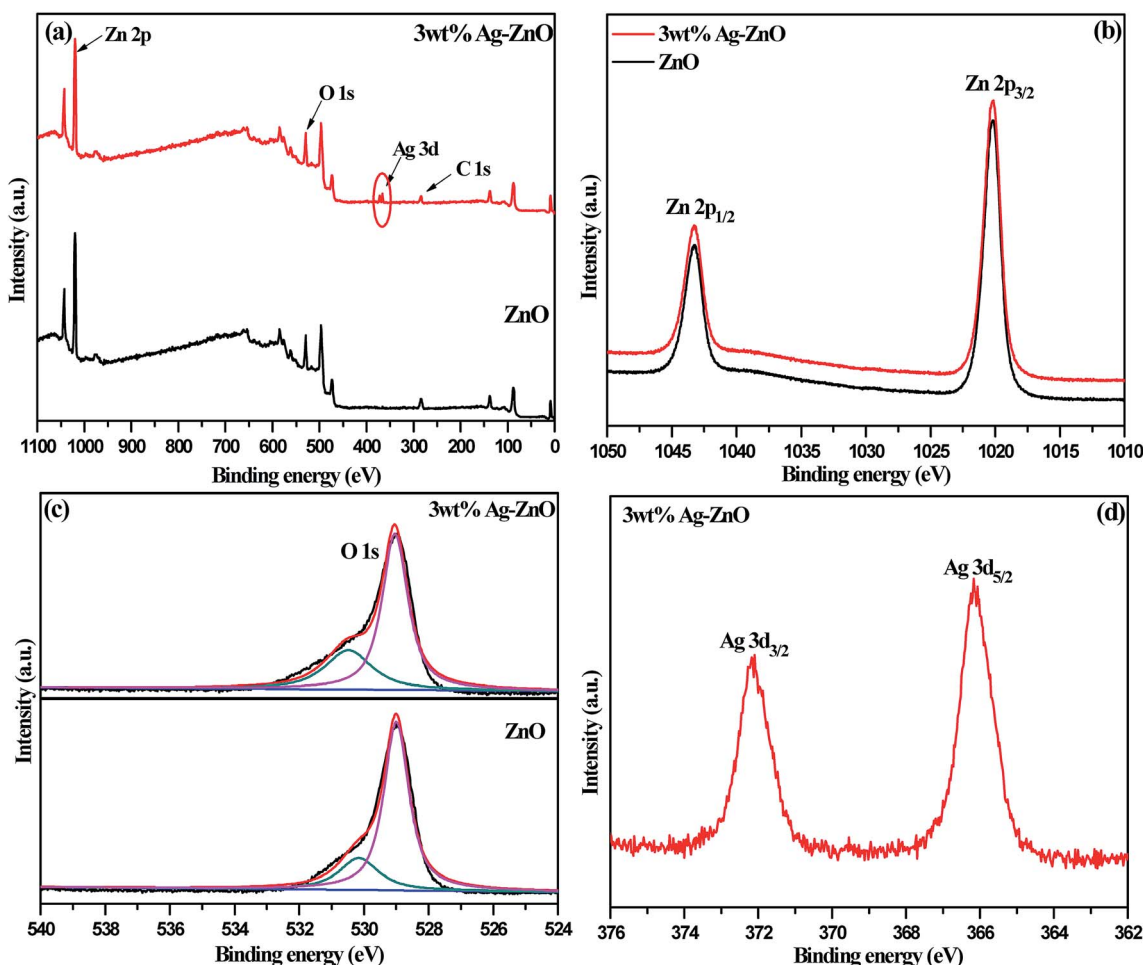 (a)
3wt% Ag-ZnO
Zn 2p
O 1s
Ag 3d
C 1s
ZnO
Intensity (a.u.)
1100 1000 900 800 700 600 500 400 300 200 100 0
Binding energy (eV)
(b)
3wt% Ag-ZnO
ZnO
Zn 2p3/2
Zn 2p1/2
Intensity (a.u.)
1050 1045 1040 1035 1030 1025 1020 1015 1010
Binding energy (eV)
(c)
3wt% Ag-ZnO
O 1s
ZnO
Intensity (a.u.)
540 538 536 534 532 530 528 526 524
Binding energy (eV)
3wt% Ag-ZnO
(d)
Ag 3d5/2
Ag 3d3/2
Intensity (a.u.)
376 374 372 370 368 366 364 362
Binding energy (eV)